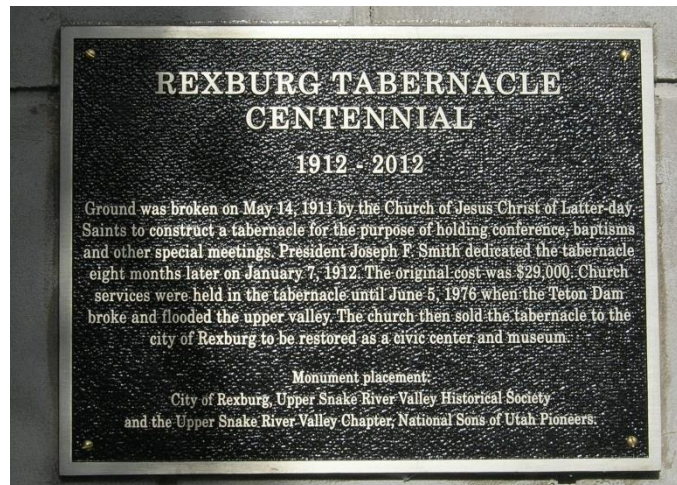 REXBURG TABERNACLE
CENTENNIAL
1912 - 2012
Ground was broken on May 14, 1911 by the Church of Jesus Christ of Latter-day
Saints to construct a tabernacle for the purpose of holding conference, baptisms
and other special meetings. President Joseph F. Smith dedicated the tabernacle
eight months later on January 7, 1912. The original cost was $29,000. Church
services were held in the tabernacle until June 5, 1976 when the Teton Dam
broke and flooded the upper valley. The church then sold the tabernacle to the
city of Rexburg to be restored as a civic center and museum.
Monument placement:
City of Rexburg, Upper Snake River Valley Historical Society
and the Upper Snake River Valley Chapter, National Sons of Utah Pioneers.